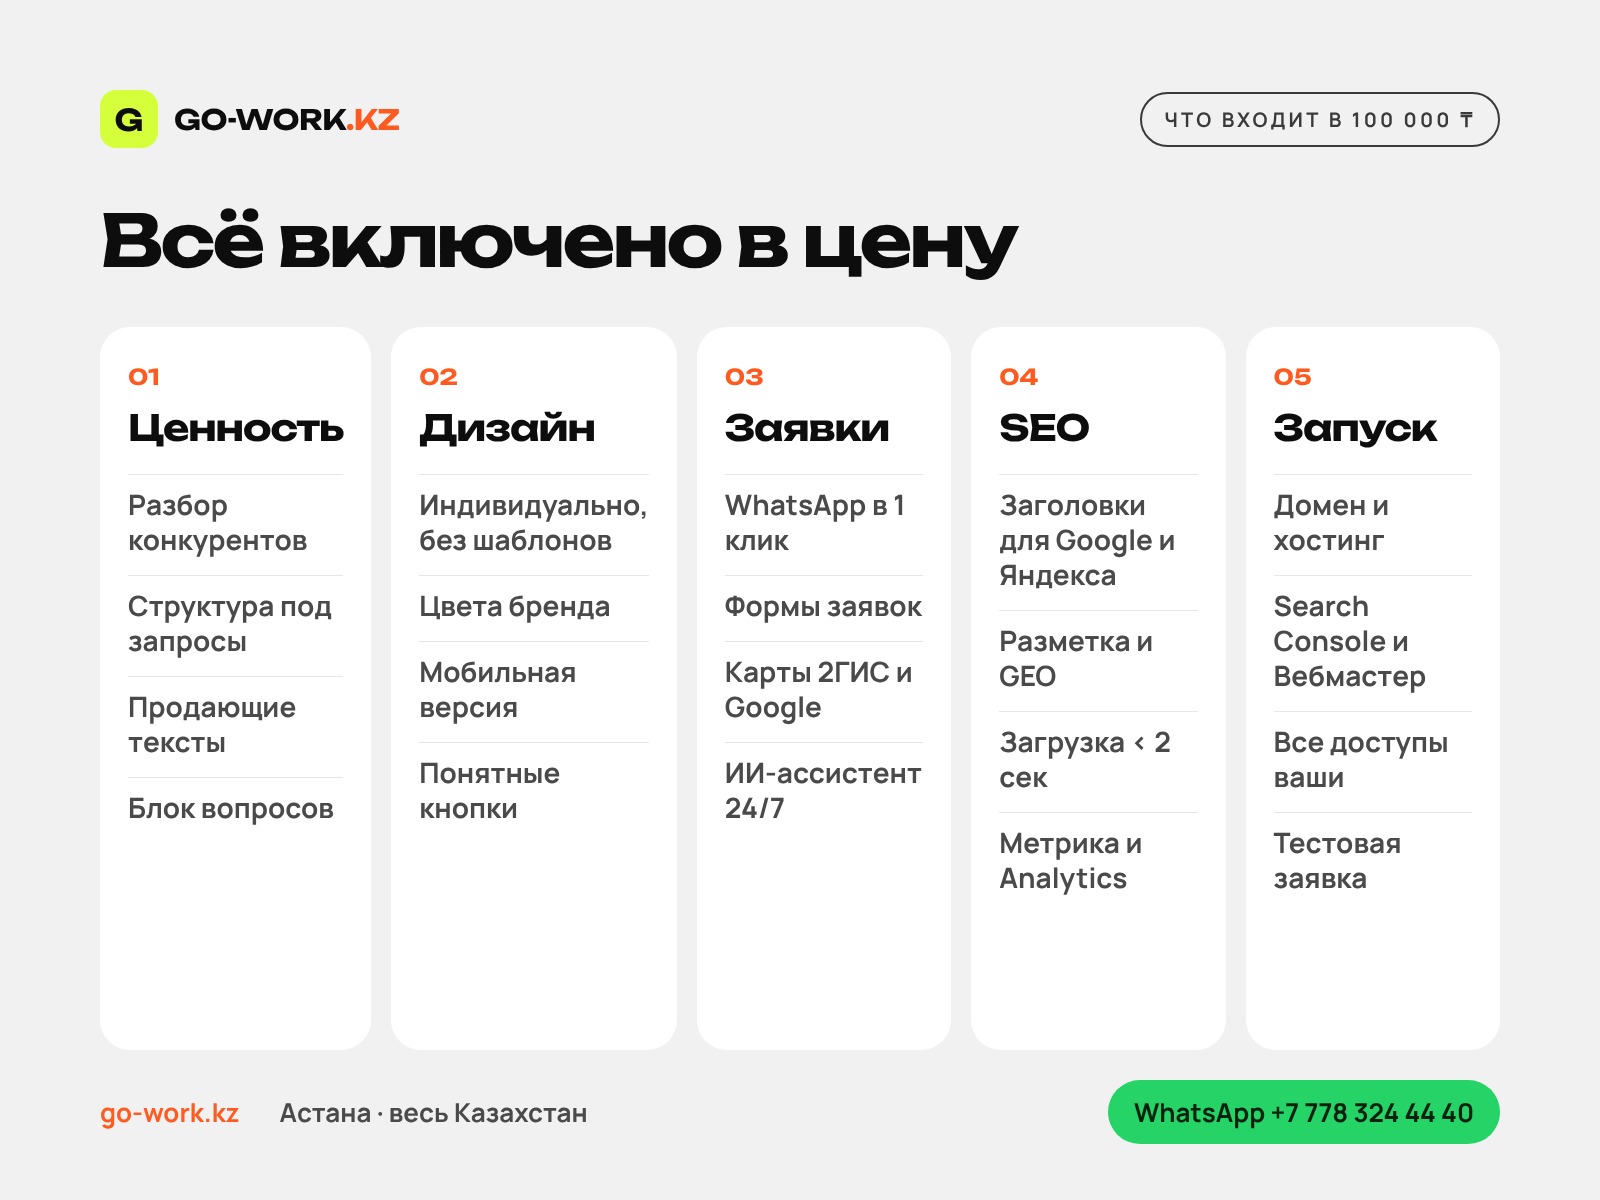 G GO-WORK.KZ
ЧТО ВХОДИТ В 100 000 ₸
Всё включено в цену
01
Ценность
Разбор
конкурентов
Структура под
запросы
Продающие
тексты
Блок вопросов
02
Дизайн
Индивидуально,
без шаблонов
Цвета бренда
Мобильная
версия
Понятные
кнопки
03
Заявки
WhatsApp в 1
клик
Формы заявок
Карты 2ГИС и
Google
ИИ-ассистент
24/7
04
SEO
Заголовки
для Google и
Яндекса
Разметка и
GEO
Загрузка < 2
сек
Метрика и
Analytics
05
Запуск
Домен и
хостинг
Search
Console и
Вебмастер
Все доступы
ваши
Тестовая
заявка
go-work.kz
Астана · весь Казахстан
WhatsApp +7 778 324 44 40